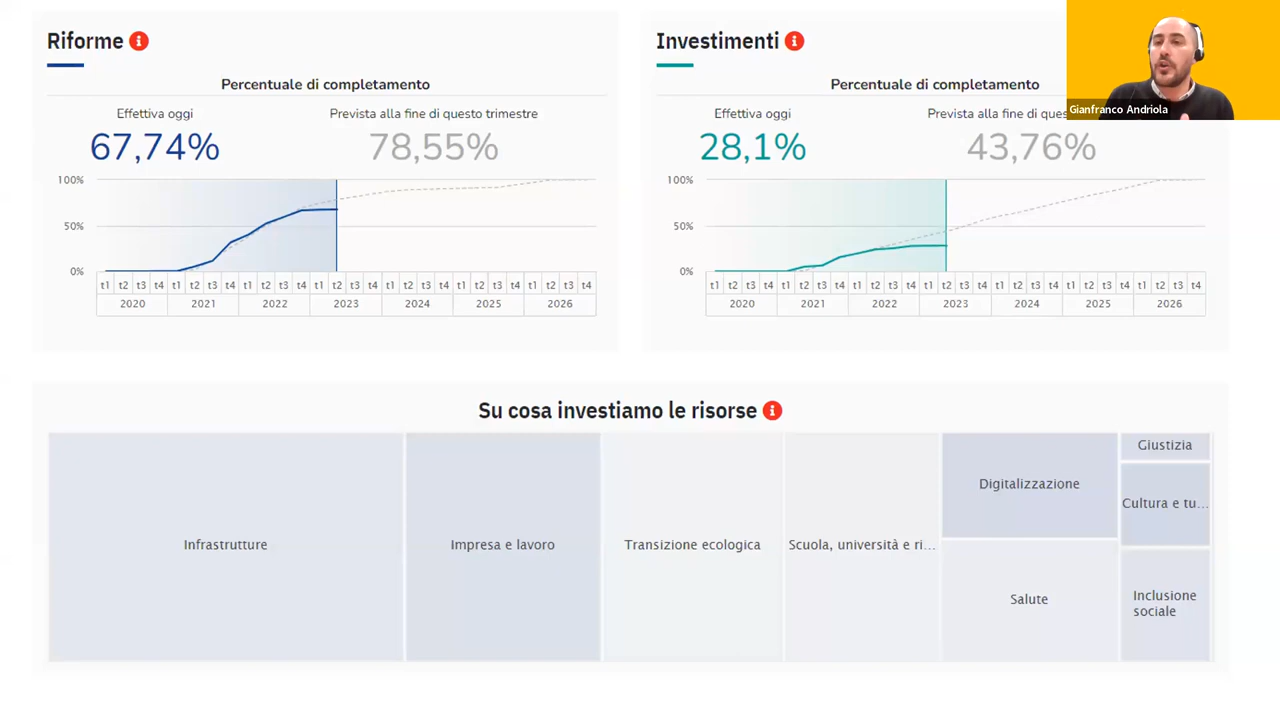 Riforme
Percentuale di completamento
Effettiva oggi
Prevista alla fine di questo trimestre
67,74%
78,55%
100%
50%
0%
t1 t2 t3 t4 t1 t2 t3 t4 t1 t2 t3 t4 t1 t2 t3 t4 t1 t2 t3 t4 t1 t2 t3 t4 t1 t2 t3 t4
2020 2021 2022 2023 2024 2025 2026
Investimenti
Percentuale di completamento
Effettiva oggi
Prevista alla fine di
28,1%
43,76%
100%
50%
0%
t1 t2 t3 t4 t1 t2 t3 t4 t1 t2 t3 t4 t1 t2 t3 t4 t1 t2 t3 t4 t1 t2 t3 t4 t1 t2 t3 t4
2020 2021 2022 2023 2024 2025 2026
Gianfranco Andriola
Su cosa investiamo le risorse
Infrastrutture
Impresa e lavoro
Transizione ecologica
Scuola, università e ri...
Digitalizzazione
Salute
Giustizia
Cultura e tu...
Inclusione
sociale